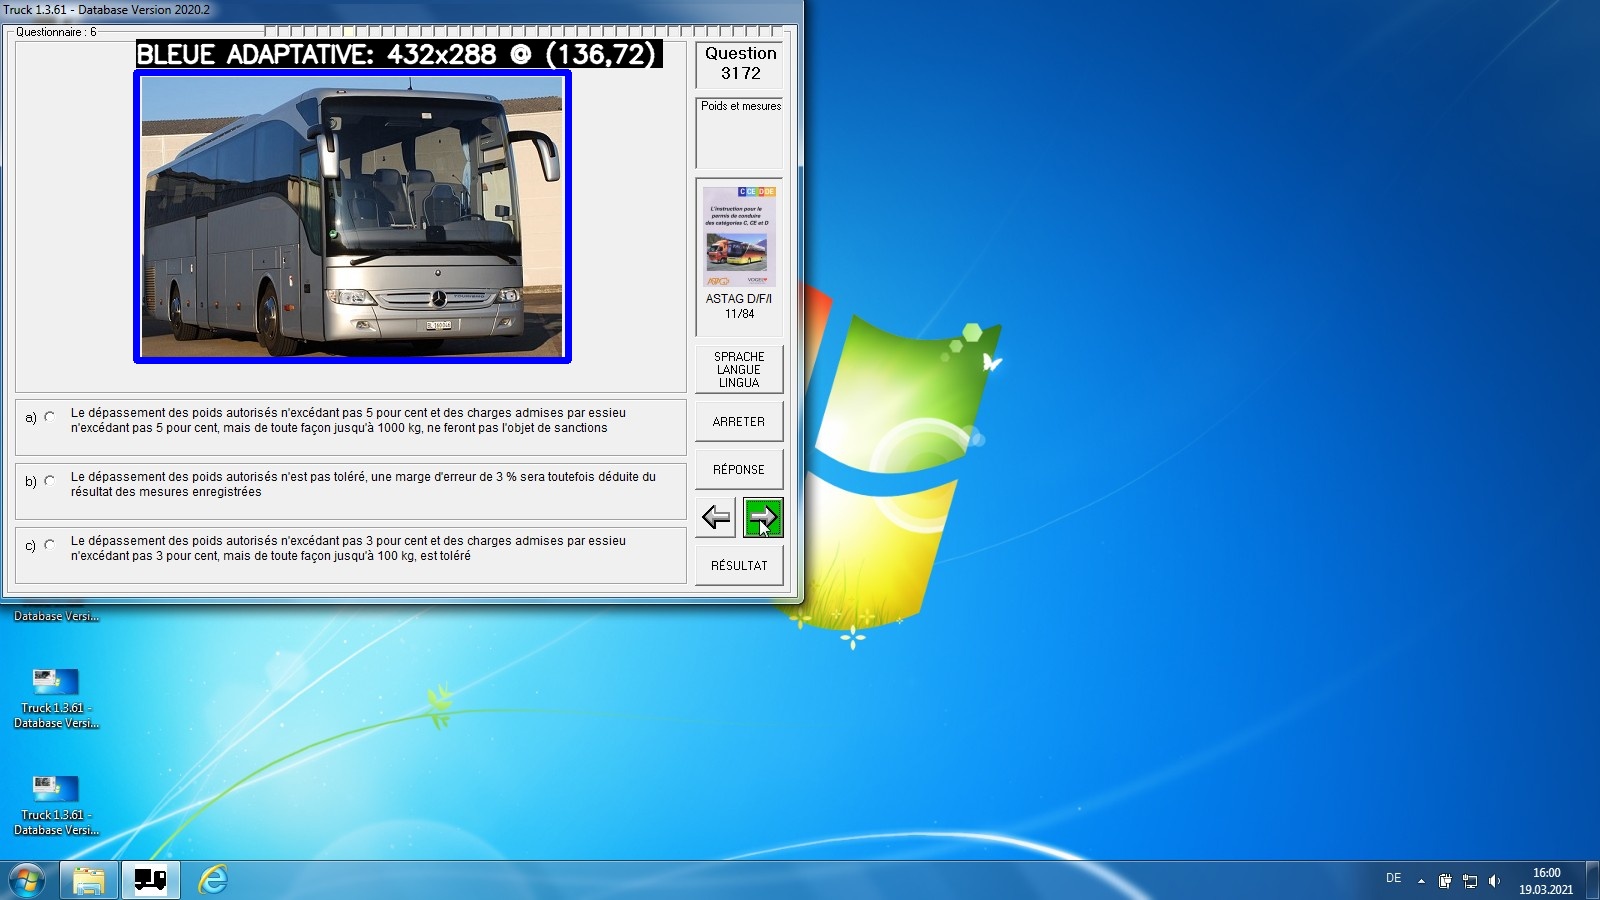 Truck 1.3.61 - Database Version 2020.2
Questionnaire : 6
BLEUE ADAPTATIVE: 432x288 @ (136,72)
Question
3172
Poids et mesures
C CE D DE
L'instruction pour le
permis de conduire
des catégories C, CE et D
ASTAG D/F/I
11/84
SPRACHE
LANGUE
LINGUA
a) Le dépassement des poids autorisés n'excédant pas 5 pour cent et des charges admises par essieu
n'excédant pas 5 pour cent, mais de toute façon jusqu'à 1000 kg, ne feront pas l'objet de sanctions
ARRETER
b) Le dépassement des poids autorisés n'est pas toléré, une marge d'erreur de 3 % sera toutefois déduite du
résultat des mesures enregistrées
RÉPONSE
c) Le dépassement des poids autorisés n'excédant pas 3 pour cent et des charges admises par essieu
n'excédant pas 3 pour cent, mais de toute façon jusqu'à 100 kg, est toléré
RÉSULTAT
Database Versi...
Truck 1.3.61 -
Database Versi...
Truck 1.3.61 -
Database Versi...
DE
16:00
19.03.2021